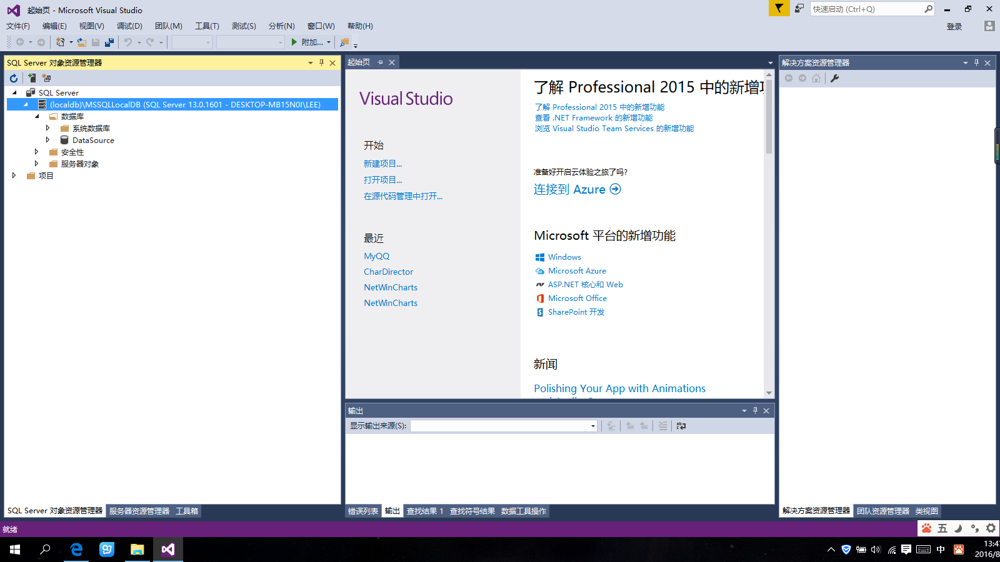 起始页 - Microsoft Visual Studio
快速启动 (Ctrl+Q)
文件(F) 编辑(E) 视图(V) 调试(D) 团队(M) 工具(T) 测试(S) 分析(N) 窗口(W) 帮助(H)
登录
附加...
SQL Server 对象资源管理器
SQL Server
(localdb)\MSSQLLocalDB (SQL Server 13.0.1601 - DESKTOP-MB15N0I\LEE)
数据库
系统数据库
DataSource
安全性
服务器对象
项目
SQL Server 对象资源管理器 服务器资源管理器 工具箱
起始页
Visual Studio
开始
新建项目...
打开项目...
在源代码管理中打开...
最近
MyQQ
CharDirector
NetWinCharts
NetWinCharts
了解 Professional 2015 中的新增
了解 Professional 2015 中的新增功能
查看 .NET Framework 的新增功能
浏览 Visual Studio Team Services 的新增功能
准备好开启云体验之旅了吗?
连接到 Azure
Microsoft 平台的新增功能
Windows
Microsoft Azure
ASP.NET 核心和 Web
Microsoft Office
SharePoint 开发
新闻
Polishing Your App with Animations
输出
显示输出来源(S):
错误列表 输出 查找结果 1 查找符号结果 数据工具操作
解决方案资源管理器
解决方案资源管理器 团队资源管理器 类视图
就绪
五
中
13:4
2016/8